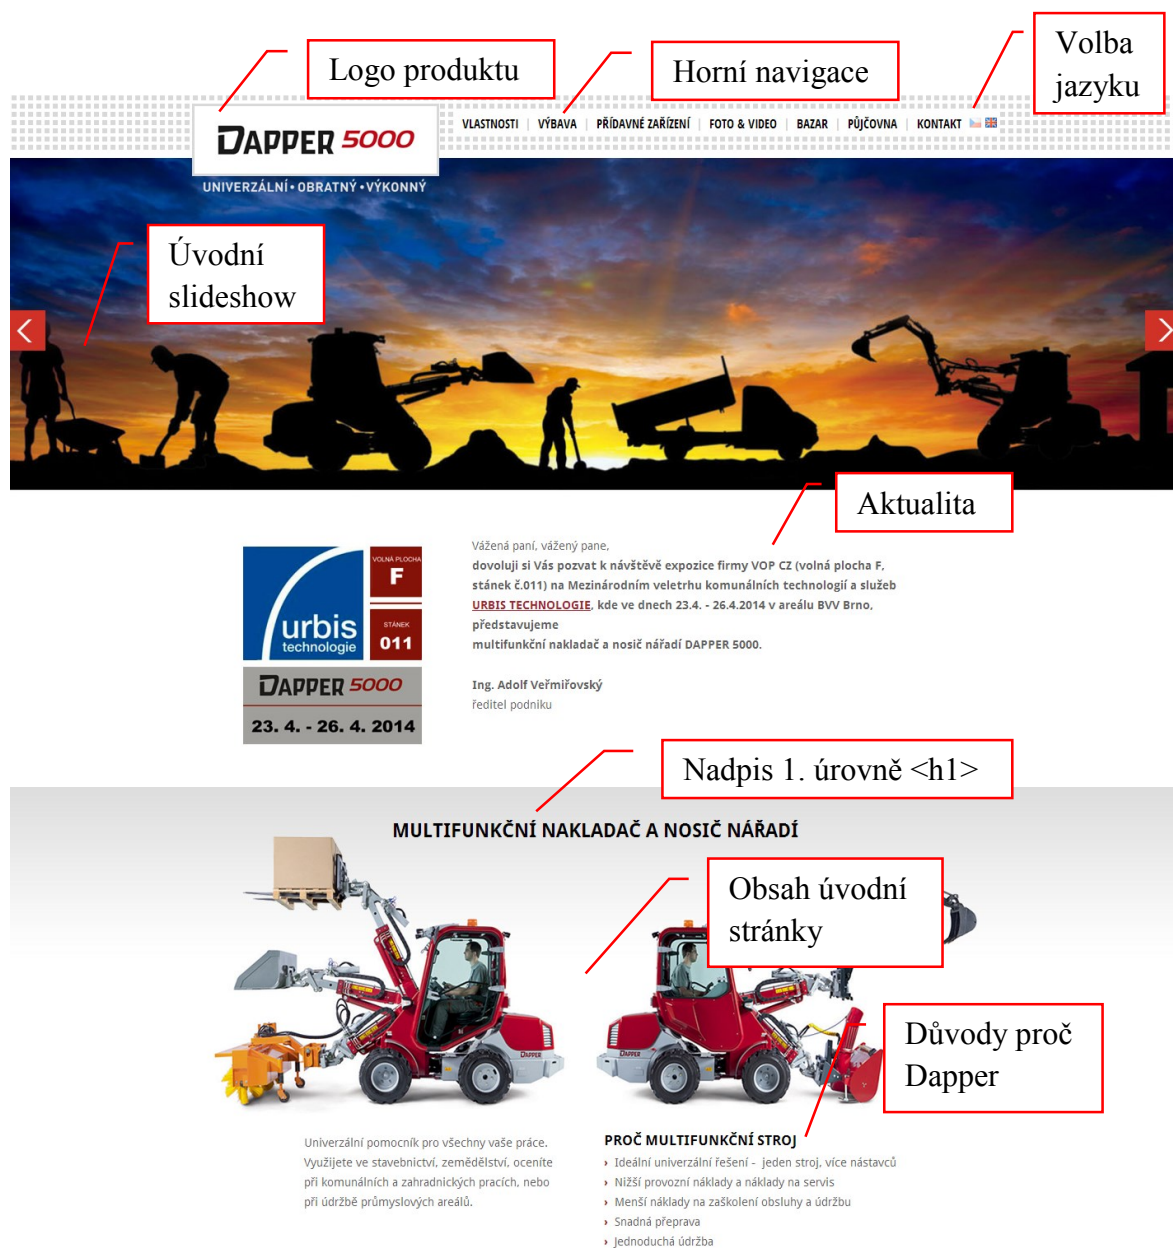 Logo produktu
Horní navigace
Volba
jazyku
DAPPER 5000
VLASTNOSTI | VÝBAVA | PŘÍDAVNÉ ZAŘÍZENÍ | FOTO & VIDEO | BAZAR | PŮJČOVNA | KONTAKT
UNIVERZÁLNÍ • OBRATNÝ • VÝKONNÝ
Úvodní
slideshow
Aktualita
urbis
technologie
VOLNÁ PLOCHA
F
STÁNEK
011
DAPPER 5000
23. 4. - 26. 4. 2014
Vážená paní, vážený pane,
dovoluji si Vás pozvat k návštěvě expozice firmy VOP CZ (volná plocha F,
stánek č.011) na Mezinárodním veletrhu komunálních technologií a služeb
URBIS TECHNOLOGIE, kde ve dnech 23.4. - 26.4.2014 v areálu BVV Brno,
představujeme
multifunkční nakladač a nosič nářadí DAPPER 5000.
Ing. Adolf Veřmiřovský
ředitel podniku
Nadpis 1. úrovně <h1>
MULTIFUNKČNÍ NAKLADAČ A NOSIČ NÁŘADÍ
Obsah úvodní
stránky
Důvody proč
Dapper
DAPPER
DAPPER
Univerzální pomocník pro všechny vaše práce.
Využijete ve stavebnictví, zemědělství, oceníte
při komunálních a zahradnických pracích, nebo
při údržbě průmyslových areálů.
PROČ MULTIFUNKČNÍ STROJ
› Ideální univerzální řešení - jeden stroj, více nástavců
› Nižší provozní náklady a náklady na servis
› Menší náklady na zaškolení obsluhy a údržbu
› Snadná přeprava
› Jednoduchá údržba